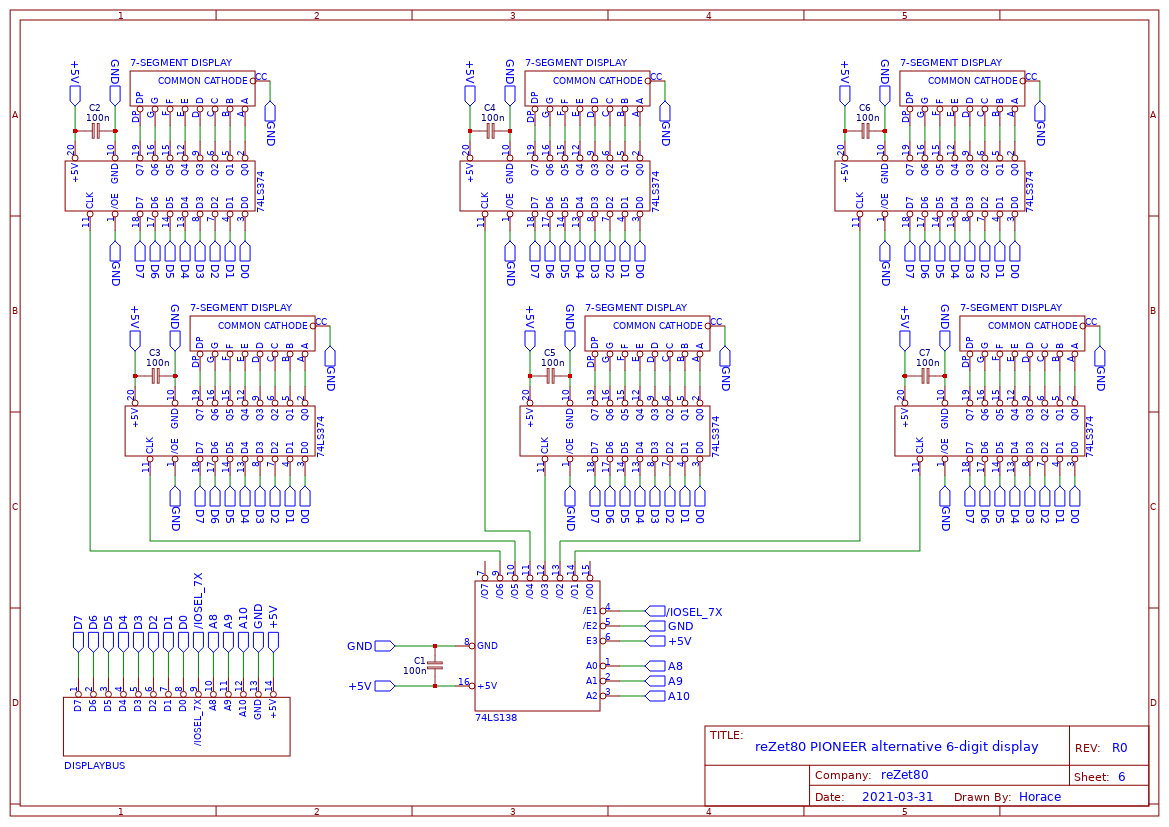 1 2 3 4 5
A A
B B
C C
D D
+5V GND 7-SEGMENT DISPLAY
COMMON CATHODE CC
C2
100n
DP G F E D C B A
DP G F E D C B A
GND
20 10 19 16 15 12 9 6 5 2
+5V GND Q7 Q6 Q5 Q4 Q3 Q2 Q1 Q0
74LS374
CLK /OE D7 D6 D5 D4 D3 D2 D1 D0
11 1 18 17 14 13 8 7 4 3
GND D7 D6 D5 D4 D3 D2 D1 D0
+5V GND 7-SEGMENT DISPLAY
COMMON CATHODE CC
C4
100n
DP G F E D C B A
DP G F E D C B A
GND
20 10 19 16 15 12 9 6 5 2
+5V GND Q7 Q6 Q5 Q4 Q3 Q2 Q1 Q0
74LS374
CLK /OE D7 D6 D5 D4 D3 D2 D1 D0
11 1 18 17 14 13 8 7 4 3
GND D7 D6 D5 D4 D3 D2 D1 D0
+5V GND 7-SEGMENT DISPLAY
COMMON CATHODE CC
C6
100n
DP G F E D C B A
DP G F E D C B A
GND
20 10 19 16 15 12 9 6 5 2
+5V GND Q7 Q6 Q5 Q4 Q3 Q2 Q1 Q0
74LS374
CLK /OE D7 D6 D5 D4 D3 D2 D1 D0
11 1 18 17 14 13 8 7 4 3
GND D7 D6 D5 D4 D3 D2 D1 D0
+5V GND 7-SEGMENT DISPLAY
COMMON CATHODE CC
C3
100n
DP G F E D C B A
DP G F E D C B A
GND
20 10 19 16 15 12 9 6 5 2
+5V GND Q7 Q6 Q5 Q4 Q3 Q2 Q1 Q0
74LS374
CLK /OE D7 D6 D5 D4 D3 D2 D1 D0
11 1 18 17 14 13 8 7 4 3
GND D7 D6 D5 D4 D3 D2 D1 D0
+5V GND 7-SEGMENT DISPLAY
COMMON CATHODE CC
C5
100n
DP G F E D C B A
DP G F E D C B A
GND
20 10 19 16 15 12 9 6 5 2
+5V GND Q7 Q6 Q5 Q4 Q3 Q2 Q1 Q0
74LS374
CLK /OE D7 D6 D5 D4 D3 D2 D1 D0
11 1 18 17 14 13 8 7 4 3
GND D7 D6 D5 D4 D3 D2 D1 D0
+5V GND 7-SEGMENT DISPLAY
COMMON CATHODE CC
C7
100n
DP G F E D C B A
DP G F E D C B A
GND
20 10 19 16 15 12 9 6 5 2
+5V GND Q7 Q6 Q5 Q4 Q3 Q2 Q1 Q0
74LS374
CLK /OE D7 D6 D5 D4 D3 D2 D1 D0
11 1 18 17 14 13 8 7 4 3
GND D7 D6 D5 D4 D3 D2 D1 D0
D7 D6 D5 D4 D3 D2 D1 D0 /IOSEL_7X A8 A9 A10 GND +5V
1 2 3 4 5 6 7 8 9 10 11 12 13 14
D7 D6 D5 D4 D3 D2 D1 D0 /IOSEL_7X A8 A9 A10 GND +5V
DISPLAYBUS
7 9 10 11 12 13 14 15
/O7 /O6 /O5 /O4 /O3 /O2 /O1 /O0
/E1 4 /IOSEL_7X
/E2 5 GND
E3 6 +5V
GND 8 GND
C1
100n
A0 1 A8
A1 2 A9
+5V 16 +5V
A2 3 A10
74LS138
TITLE:
reZet80 PIONEER alternative 6-digit display
REV: R0
Company: reZet80
Sheet: 6
Date: 2021-03-31 Drawn By: Horace
1 2 3 4 5